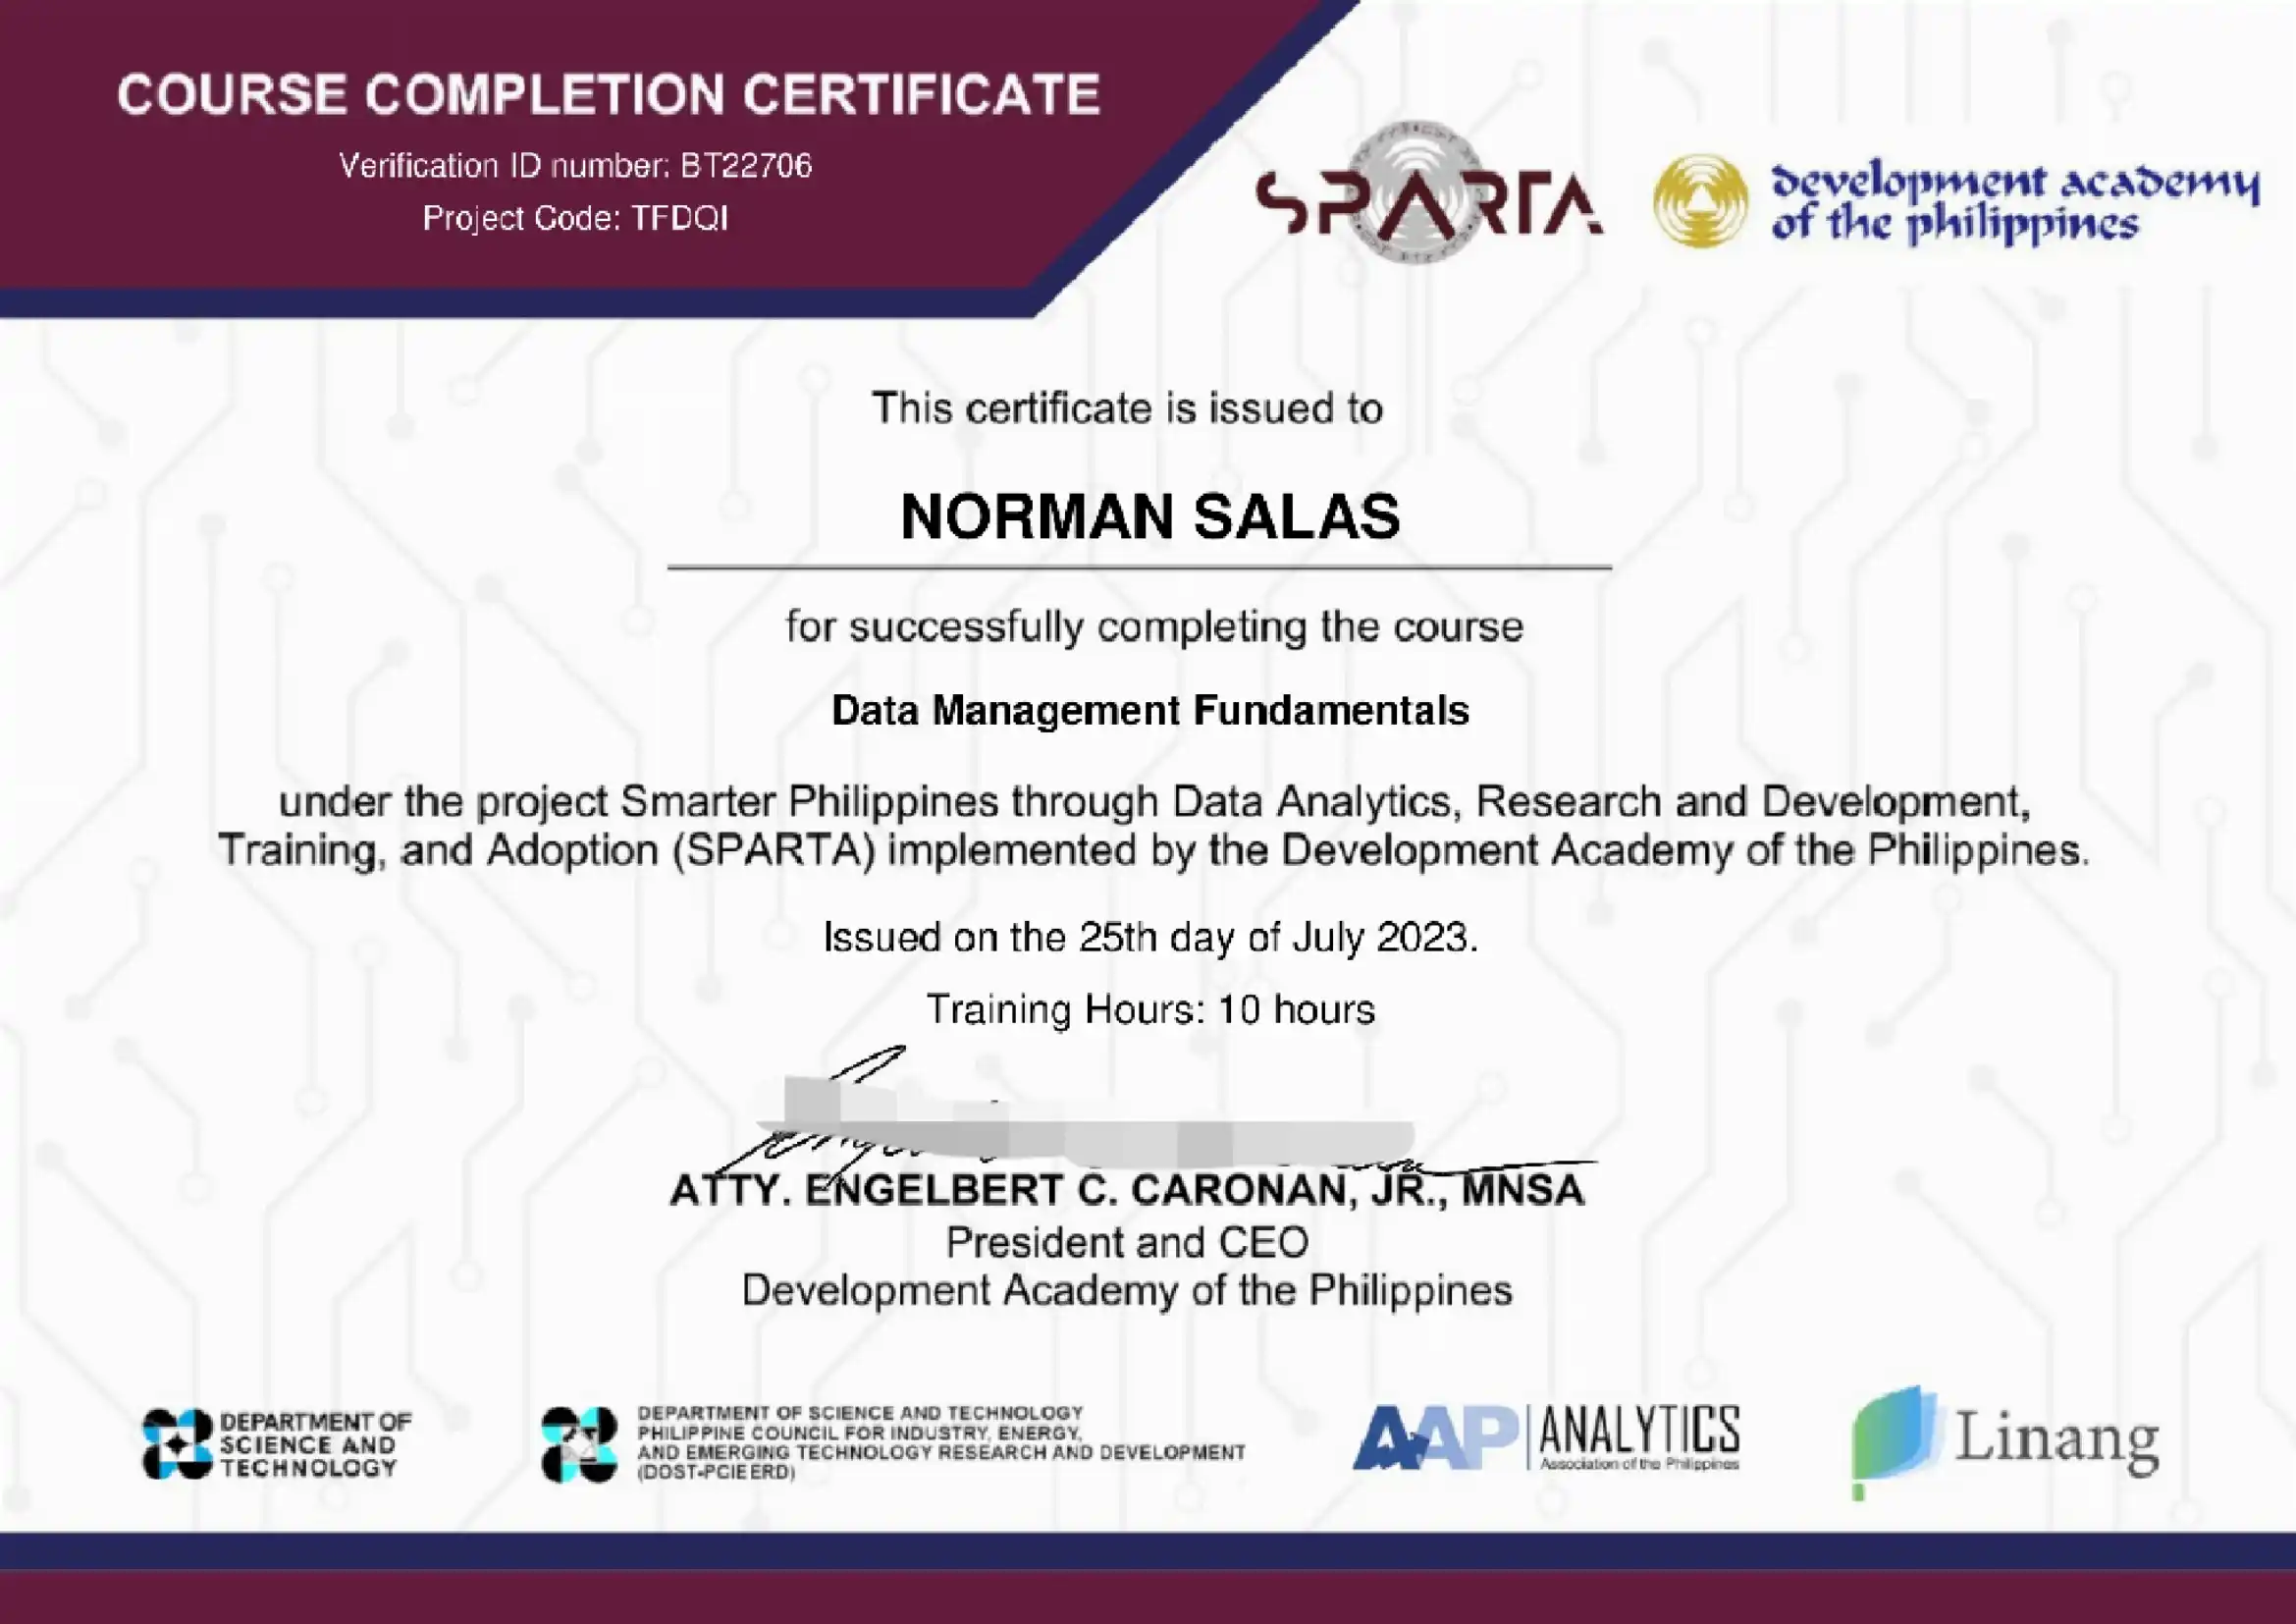 COURSE COMPLETION CERTIFICATE
Verification ID number: BT22706
Project Code: TFDQI
SPARTA
development academy
of the philippines
This certificate is issued to
NORMAN SALAS
for successfully completing the course
Data Management Fundamentals
under the project Smarter Philippines through Data Analytics, Research and Development,
Training, and Adoption (SPARTA) implemented by the Development Academy of the Philippines.
Issued on the 25th day of July 2023.
Training Hours: 10 hours
ATTY. ENGELBERT C. CARONAN, JR., MNSA
President and CEO
Development Academy of the Philippines
DEPARTMENT OF
SCIENCE AND
TECHNOLOGY
DEPARTMENT OF SCIENCE AND TECHNOLOGY
PHILIPPINE COUNCIL FOR INDUSTRY, ENERGY,
AND EMERGING TECHNOLOGY RESEARCH AND DEVELOPMENT
(DOST-PCIEERD)
AAP ANALYTICS
Association of the Philippines
Linang